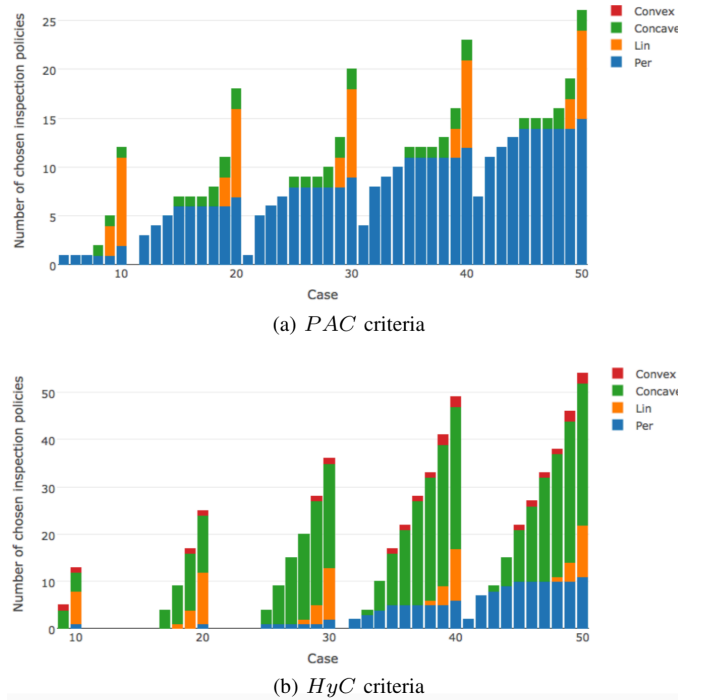 Number of chosen inspection policies
25
20
15
10
5
0
10
20
30
40
50
Case
Convex
Concave
Lin
Per
(a) PAC criteria
Number of chosen inspection policies
50
40
30
20
10
0
10
20
30
40
50
Case
Convex
Concave
Lin
Per
(b) HyC criteria